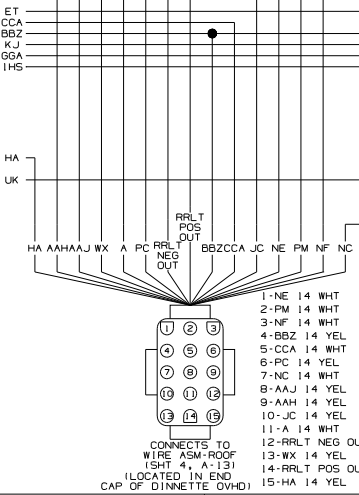 ET
CCA
BBZ
KJ
GGA
IHS
HA
UK
RRLT
POS
OUT
HA AAH AAJ WX A PC RRLT NEG OUT BBZ CCA JC NE PM NF NC
1 2 3
4 5 6
7 8 9
10 11 12
13 14 15
1-NE 14 WHT
2-PM 14 WHT
3-NF 14 WHT
4-BBZ 14 YEL
5-CCA 14 WHT
6-PC 14 YEL
7-NC 14 WHT
8-AAJ 14 YEL
9-AAH 14 YEL
10-JC 14 YEL
11-A 14 WHT
12-RRLT NEG OU
13-WX 14 YEL
14-RRLT POS OU
15-HA 14 YEL
CONNECTS TO
WIRE ASM-ROOF
(SHT 4, A-13)
(LOCATED IN END
CAP OF DINNETTE OVHD)